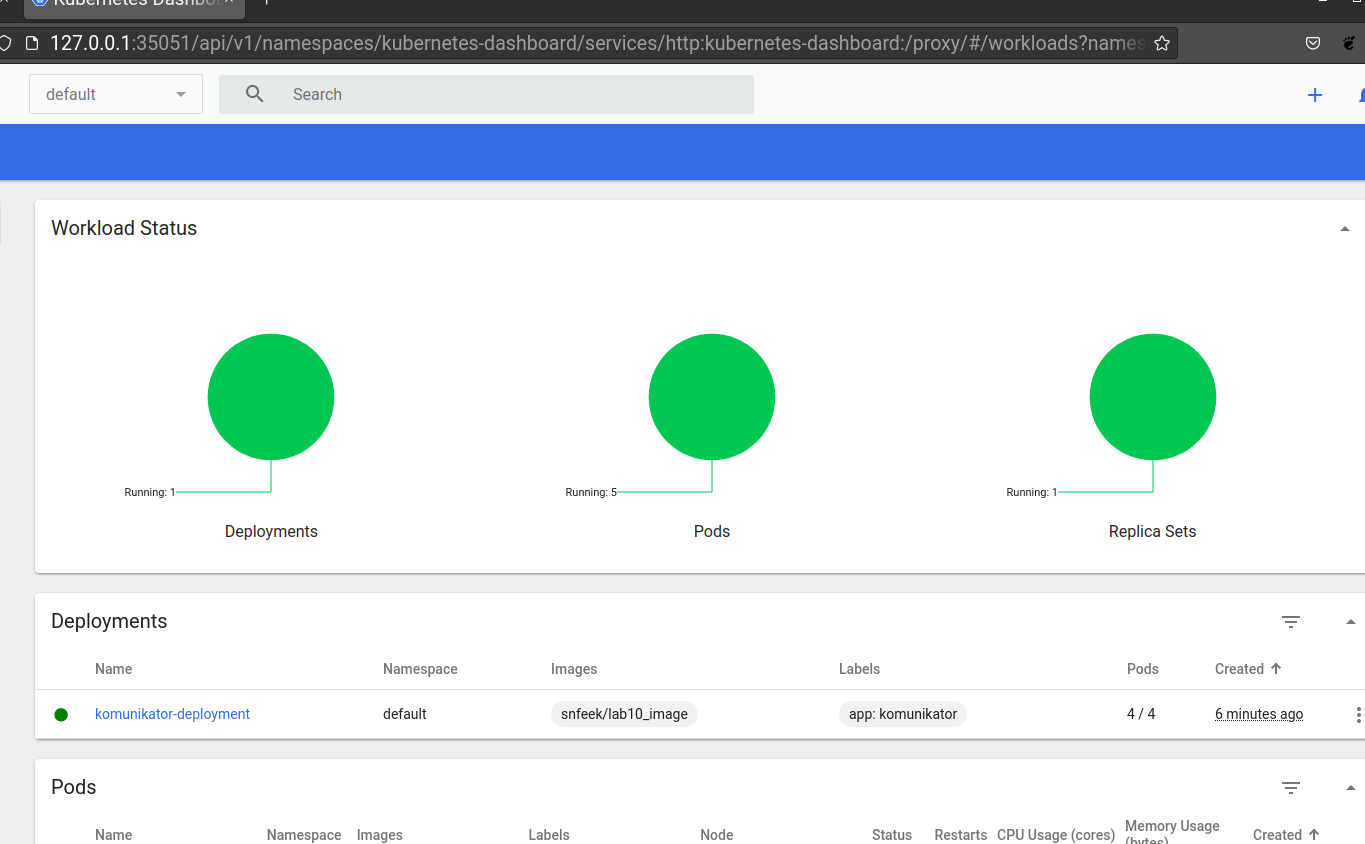 Kubernetes Dashbo
127.0.0.1:35051/api/v1/namespaces/kubernetes-dashboard/services/http:kubernetes-dashboard:/proxy/#/workloads?names
default
Search
Workload Status
Running: 1
Running: 5
Running: 1
Deployments
Pods
Replica Sets
Deployments
Name Namespace Images Labels Pods Created
komunikator-deployment default snfeek/lab10_image app: komunikator 4 / 4 6 minutes ago
Pods
Name Namespace Images Labels Node Status Restarts CPU Usage (cores) Memory Usage (bytes) Created